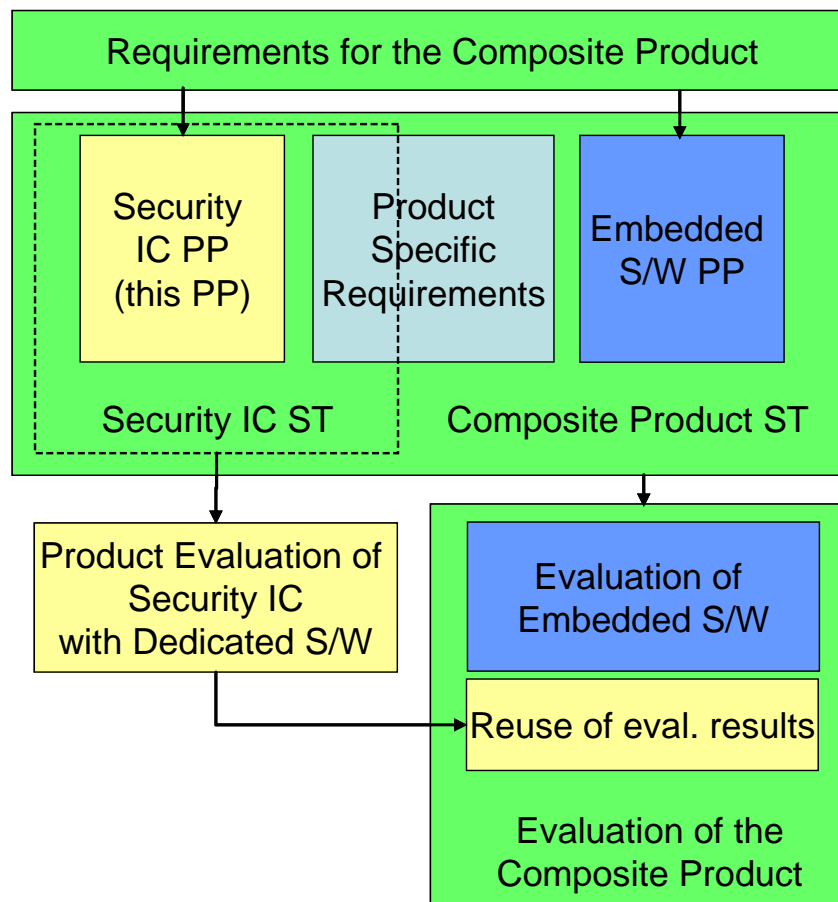 Requirements for the Composite Product
Security
IC PP
(this PP)
Product
Specific
Requirements
Embedded
S/W PP
Security IC ST
Composite Product ST
Product Evaluation of
Security IC
with Dedicated S/W
Evaluation of
Embedded S/W
Reuse of eval. results
Evaluation of the
Composite Product